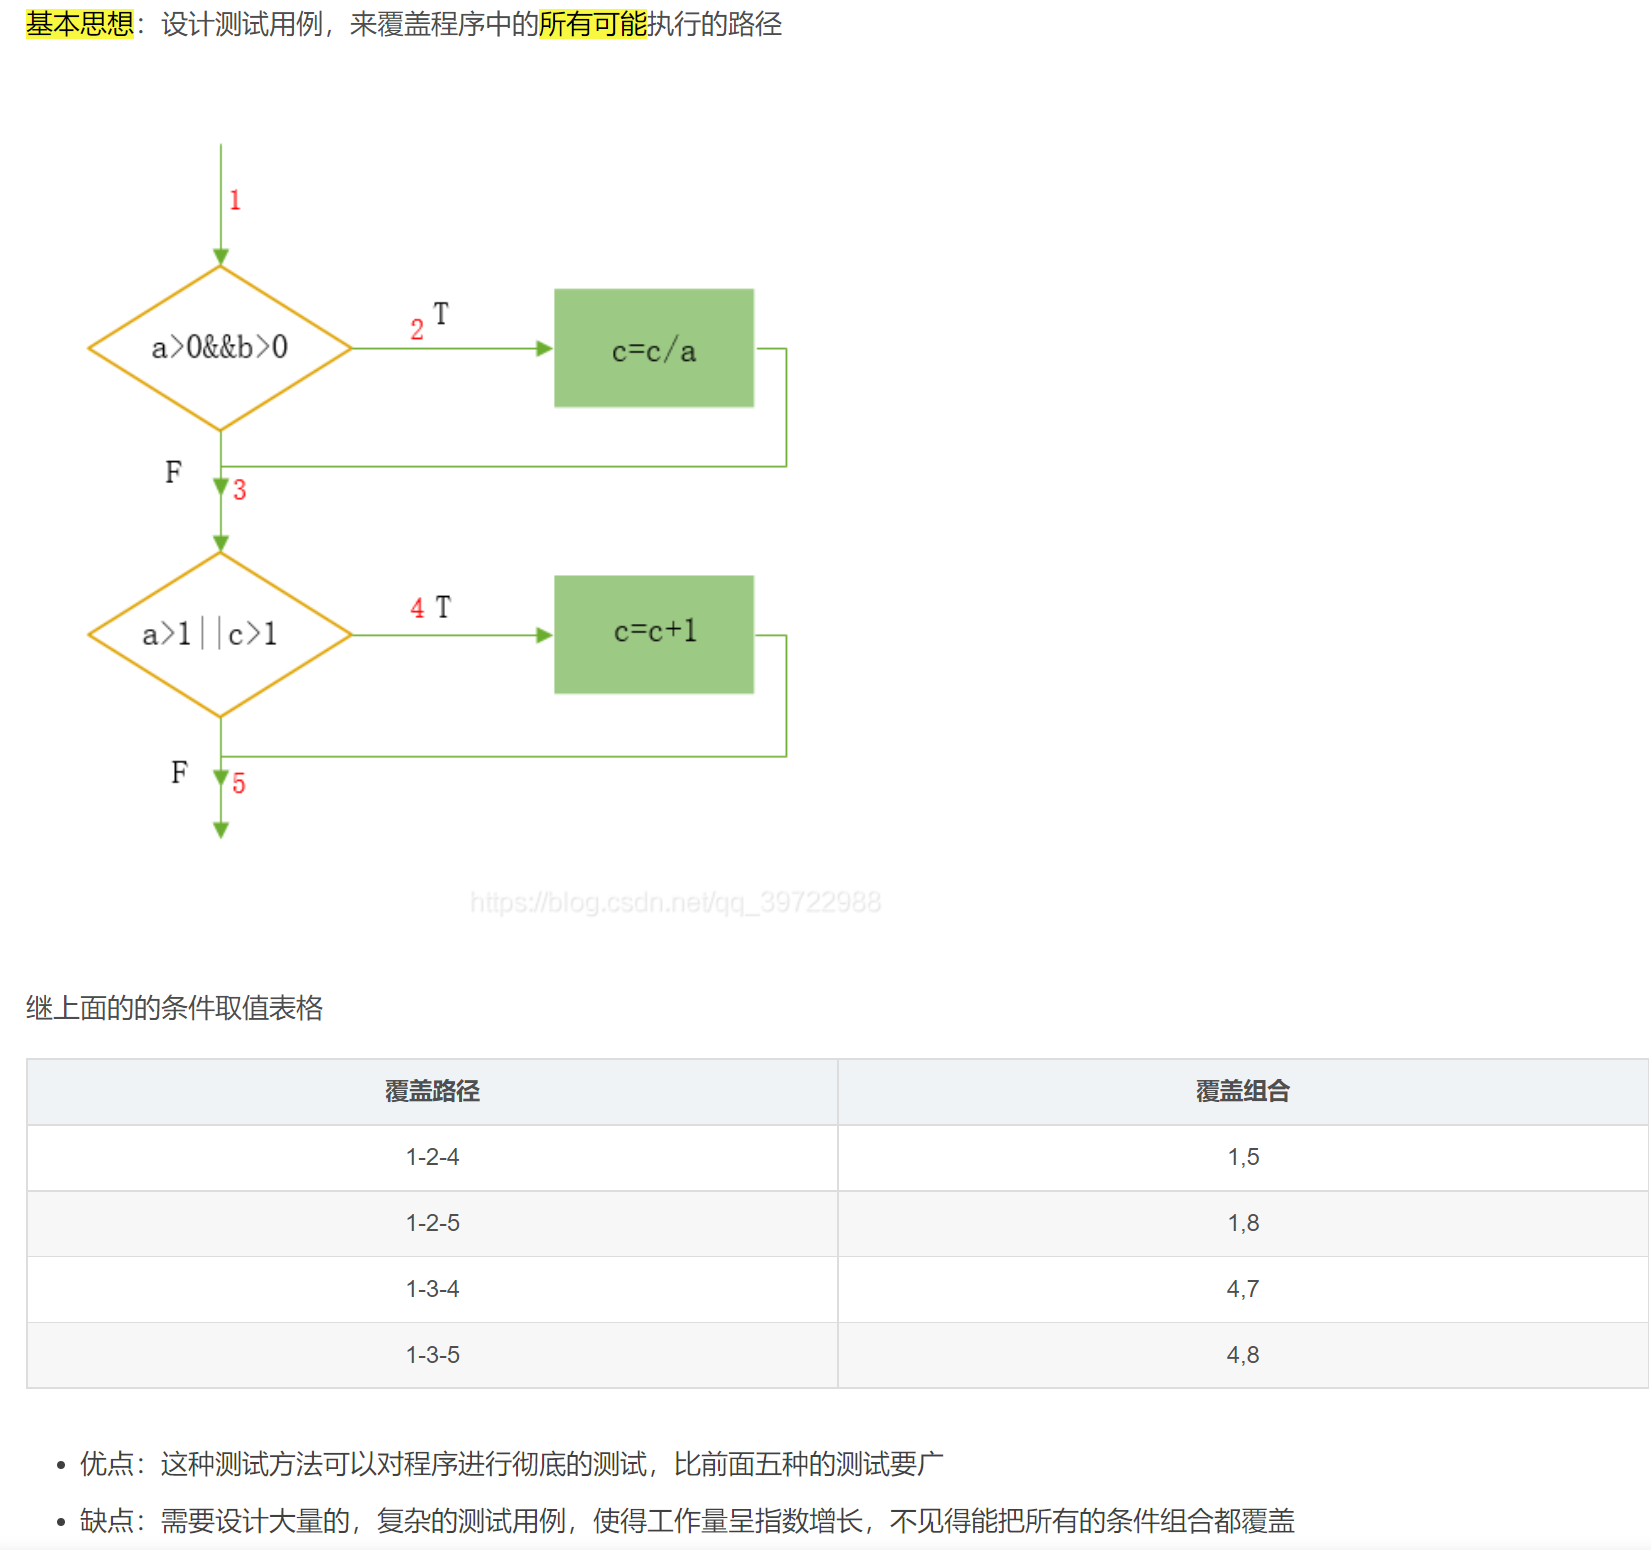 基本思想：设计测试用例，来覆盖程序中的所有可能执行的路径
1
a>0&&b>0
2 T
c=c/a
F
3
a>1||c>1
4 T
c=c+1
F
5
https://blog.csdn.net/qq_39722988
继上面的的条件取值表格
覆盖路径 覆盖组合
1-2-4 1,5
1-2-5 1,8
1-3-4 4,7
1-3-5 4,8
• 优点：这种测试方法可以对程序进行彻底的测试，比前面五种的测试要广
• 缺点：需要设计大量的，复杂的测试用例，使得工作量呈指数增长，不见得能把所有的条件组合都覆盖